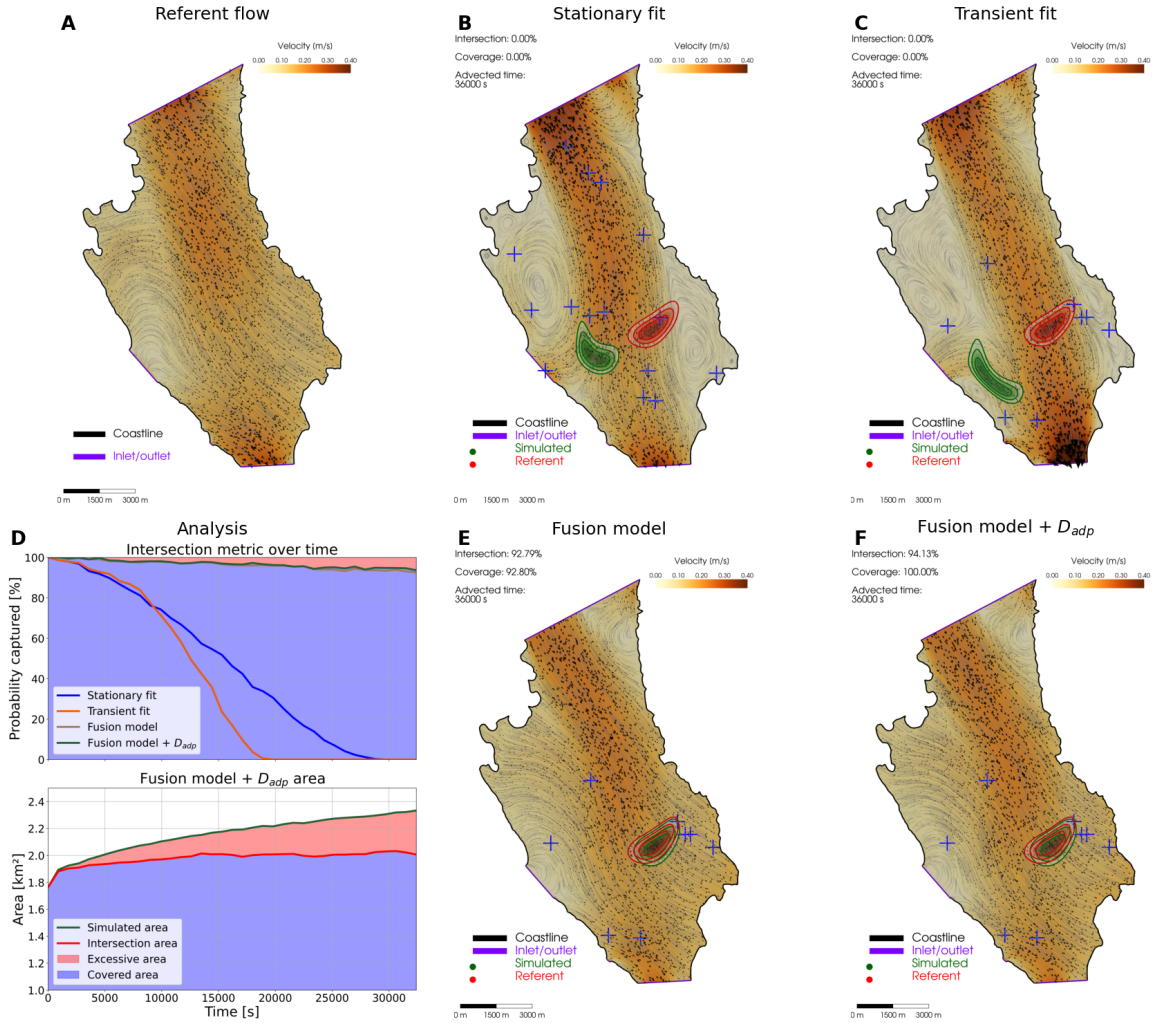 A
Referent flow
Velocity (m/s)
0.00 0.10 0.20 0.30 0.40
Coastline
Inlet/outlet
0 m 1500 m 3000 m
B
Stationary fit
Intersection: 0.00%
Coverage: 0.00%
Advected time:
36000 s
Velocity (m/s)
0.00 0.10 0.20 0.30 0.40
Coastline
Inlet/outlet
Simulated
Referent
0 m 1500 m 3000 m
C
Transient fit
Intersection: 0.00%
Coverage: 0.00%
Advected time:
36000 s
Velocity (m/s)
0.00 0.10 0.20 0.30 0.40
Coastline
Inlet/outlet
Simulated
Referent
0 m 1500 m 3000 m
D
Analysis
Intersection metric over time
Probability captured [%]
100
80
60
40
20
0
Stationary fit
Transient fit
Fusion model
Fusion model + D_adp
Fusion model + D_adp area
Area [km²]
2.4
2.2
2.0
1.8
1.6
1.4
1.2
1.0
Simulated area
Intersection area
Excessive area
Covered area
0 5000 10000 15000 20000 25000 30000
Time [s]
E
Fusion model
Intersection: 92.79%
Coverage: 92.80%
Advected time:
36000 s
Velocity (m/s)
0.00 0.10 0.20 0.30 0.40
Coastline
Inlet/outlet
Simulated
Referent
0 m 1500 m 3000 m
F
Fusion model + D_adp
Intersection: 94.13%
Coverage: 100.00%
Advected time:
36000 s
Velocity (m/s)
0.00 0.10 0.20 0.30 0.40
Coastline
Inlet/outlet
Simulated
Referent
0 m 1500 m 3000 m